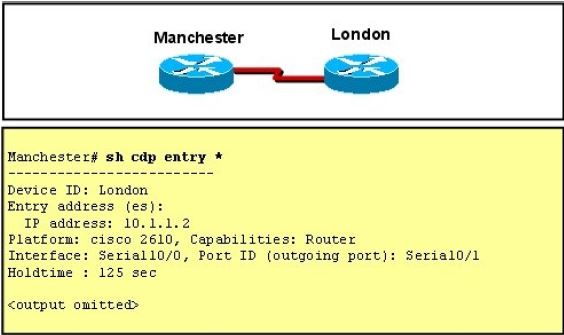 Manchester
London
Manchester# sh cdp entry *
-------------------------
Device ID: London
Entry address (es):
IP address: 10.1.1.2
Platform: cisco 2610, Capabilities: Router
Interface: Serial10/0, Port ID (outgoing port): Serial0/1
Holdtime : 125 sec
<output omitted>